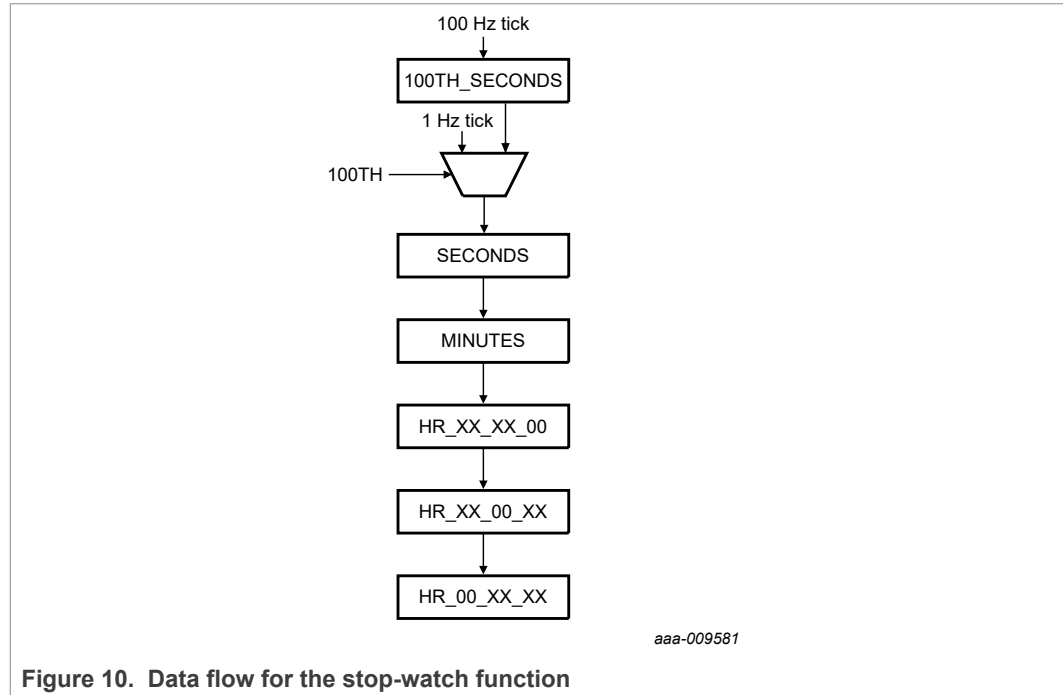 100 Hz tick
100TH_SECONDS
1 Hz tick
100TH
SECONDS
MINUTES
HR_XX_XX_00
HR_XX_00_XX
HR_00_XX_XX
aaa-009581
Figure 10. Data flow for the stop-watch function